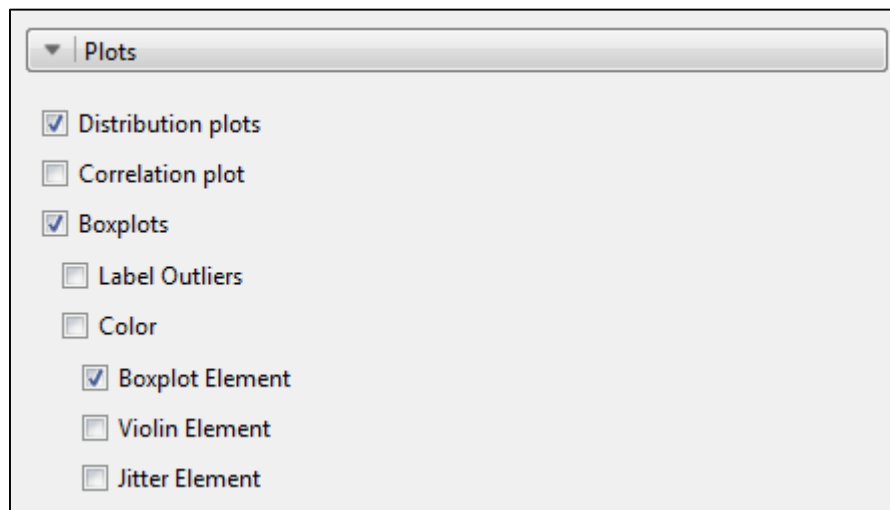 Plots
Distribution plots
Correlation plot
Boxplots
Label Outliers
Color
Boxplot Element
Violin Element
Jitter Element